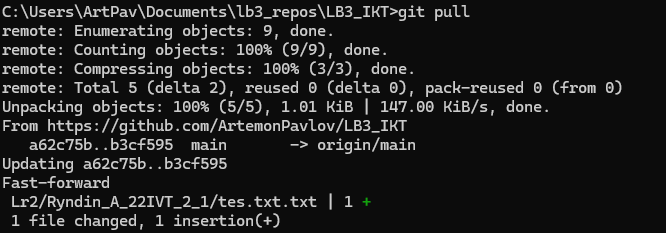 C:\Users\ArtPav\Documents\lb3_repos\LB3_IKT>git pull
remote: Enumerating objects: 9, done.
remote: Counting objects: 100% (9/9), done.
remote: Compressing objects: 100% (3/3), done.
remote: Total 5 (delta 2), reused 0 (delta 0), pack-reused 0 (from 0)
Unpacking objects: 100% (5/5), 1.01 KiB | 147.00 KiB/s, done.
From https://github.com/ArtemonPavlov/LB3_IKT
   a62c75b..b3cf595  main       -> origin/main
Updating a62c75b..b3cf595
Fast-forward
 Lr2/Ryndin_A_22IVT_2_1/tes.txt.txt | 1 +
 1 file changed, 1 insertion(+)